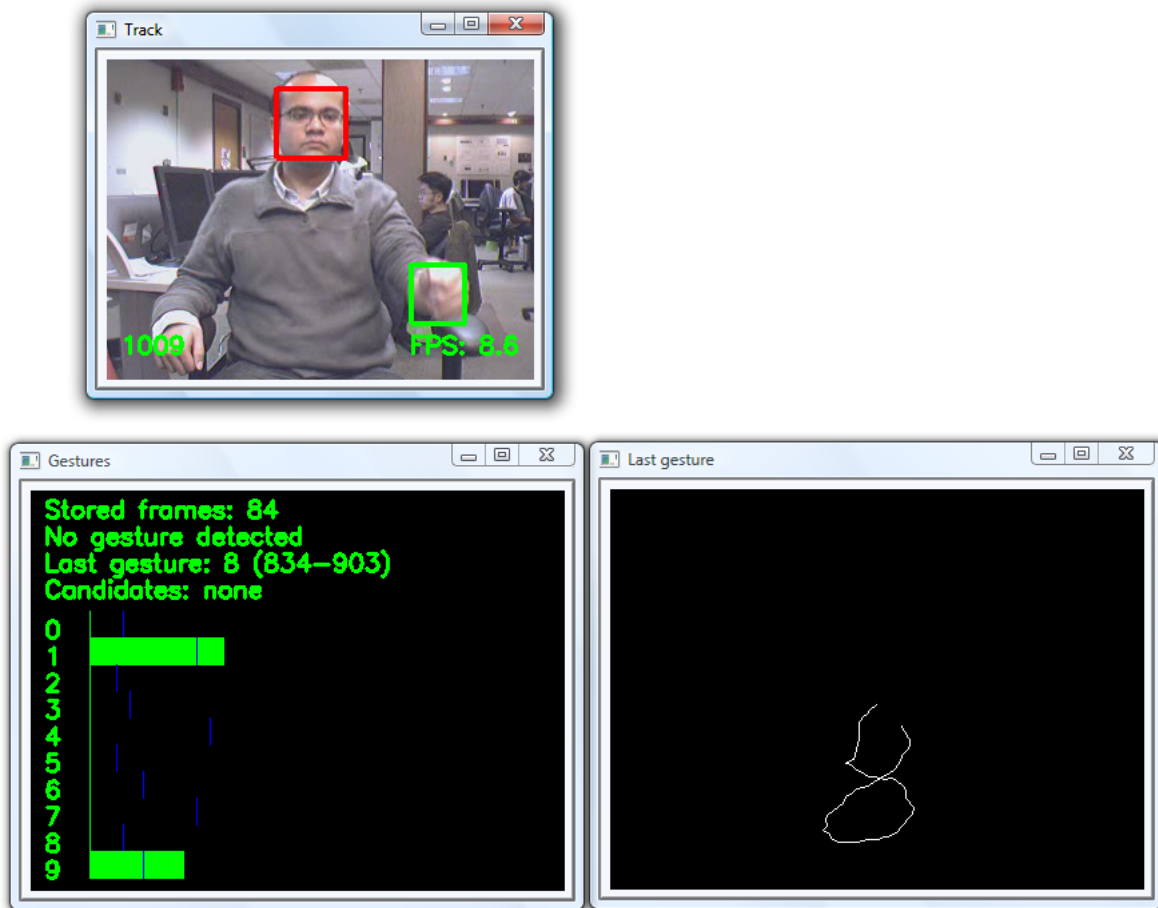 Track
1009
FPS: 8.8
Gestures
Stored frames: 84
No gesture detected
Last gesture: 8 (834-903)
Candidates: none
0
1
2
3
4
5
6
7
8
9
Last gesture